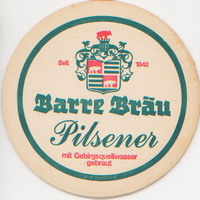 Seit 1842
Barre Bräu
Pilsener
mit Gebirgsquellwasser
gebraut